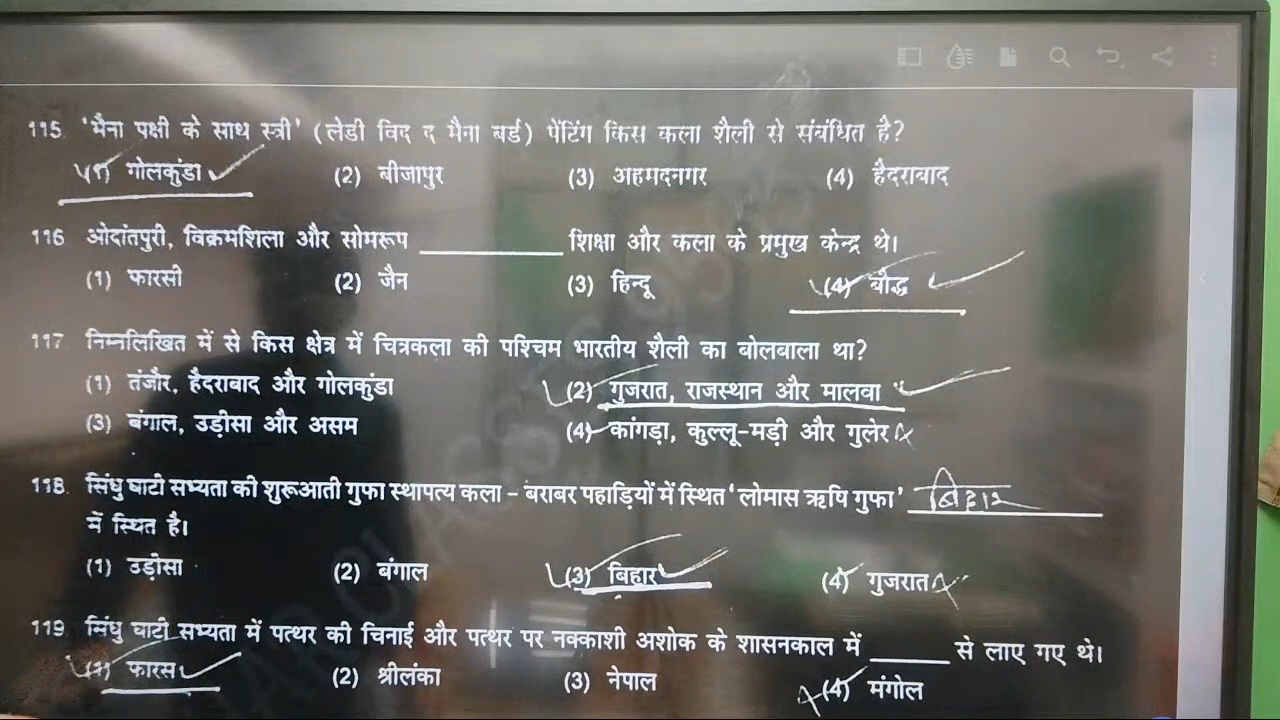 115. 'मैना पक्षी के साथ स्त्री' (लेडी विद द मैना बर्ड) पेंटिंग किस कला शैली से संबंधित है?
(1) गोलकुंडा (2) बीजापुर (3) अहमदनगर (4) हैदराबाद
116 ओदांतपुरी, विक्रमशिला और सोमरूप ________ शिक्षा और कला के प्रमुख केन्द्र थे।
(1) फारसी (2) जैन (3) हिन्दू (4) बौद्ध
117 निम्नलिखित में से किस क्षेत्र में चित्रकला की पश्चिम भारतीय शैली का बोलबाला था?
(1) तंजौर, हैदराबाद और गोलकुंडा (2) गुजरात, राजस्थान और मालवा
(3) बंगाल, उड़ीसा और असम (4) कांगड़ा, कुल्लू-मड़ी और गुलेर
118. सिंधु घाटी सभ्यता की शुरूआती गुफा स्थापत्य कला - बराबर पहाड़ियों में स्थित 'लोमास ऋषि गुफा' बिहार
में स्थित है।
(1) उड़ीसा (2) बंगाल (3) बिहार (4) गुजरात
119. सिंधु घाटी सभ्यता में पत्थर की चिनाई और पत्थर पर नक्काशी अशोक के शासनकाल में ______ से लाए गए थे।
(1) फारस (2) श्रीलंका (3) नेपाल (4) मंगोल